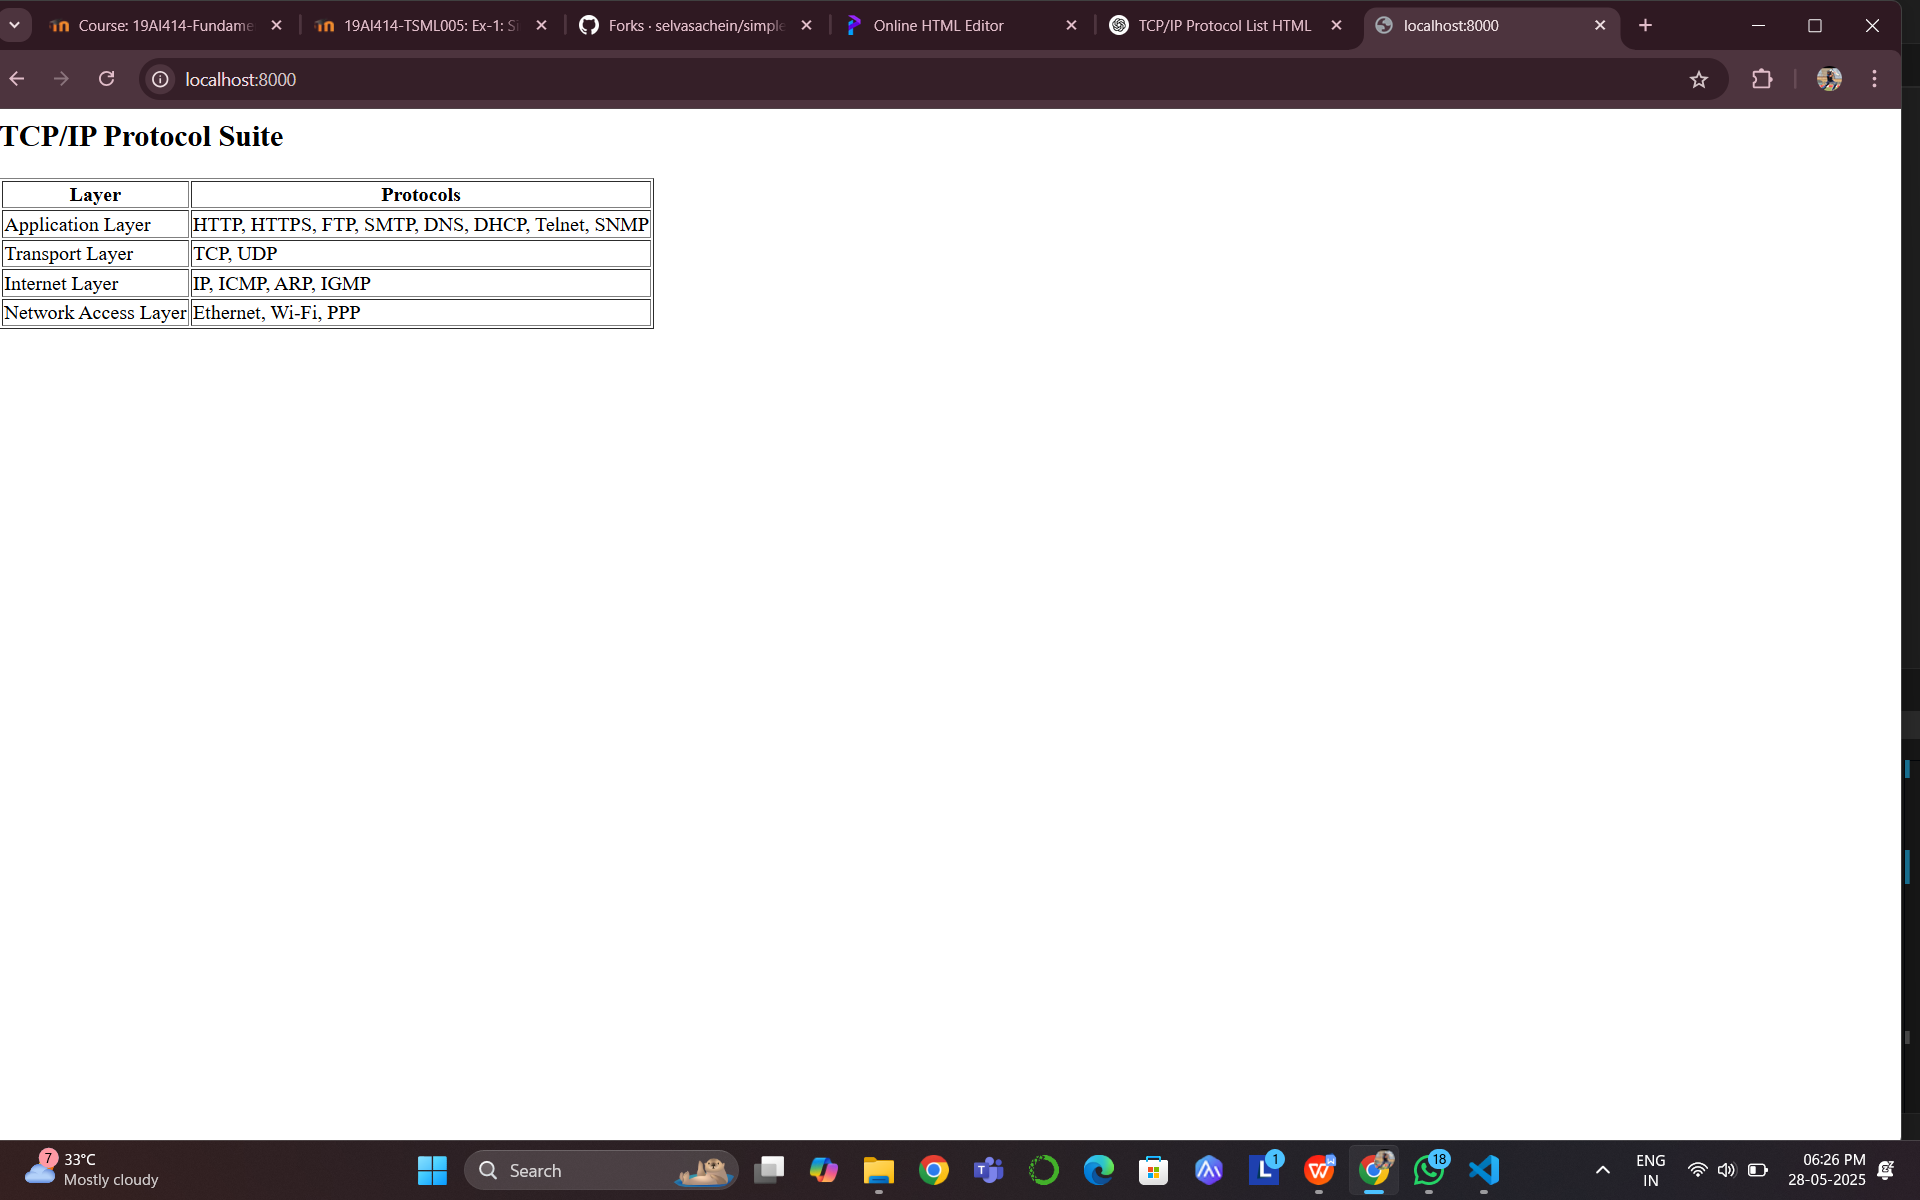 Course: 19AI414-Fundame
19AI414-TSML005: Ex-1: Si
Forks · selvasachein/simple
Online HTML Editor
TCP/IP Protocol List HTML
localhost:8000
localhost:8000
TCP/IP Protocol Suite
Layer Protocols
Application Layer HTTP, HTTPS, FTP, SMTP, DNS, DHCP, Telnet, SNMP
Transport Layer TCP, UDP
Internet Layer IP, ICMP, ARP, IGMP
Network Access Layer Ethernet, Wi-Fi, PPP
7
33°C
Mostly cloudy
Search
1
18
ENG
IN
06:26 PM
28-05-2025